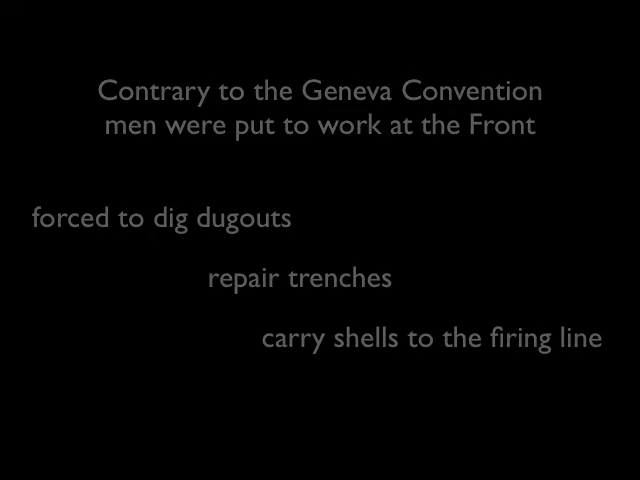 Contrary to the Geneva Convention
men were put to work at the Front
forced to dig dugouts
repair trenches
carry shells to the firing line